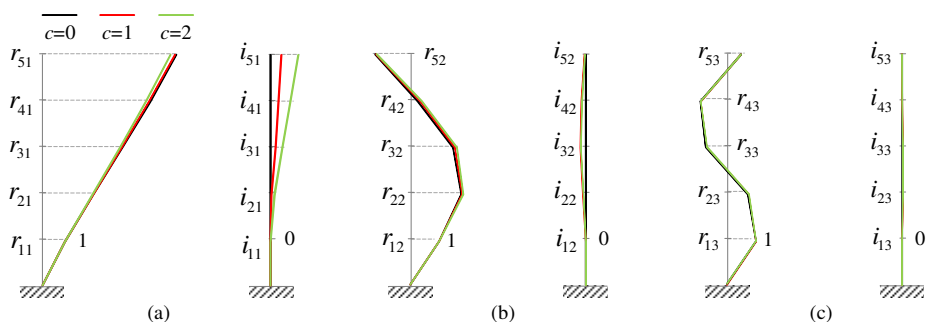 c=0 c=1 c=2
r51 i51 r52 i52 r53 i53
r41 i41 r42 i42 r43 i43
r31 i31 r32 i32 r33 i33
r21 i21 r22 i22 r23 i23
r11 1 i11 0 r12 1 i12 0 r13 1 i13 0
(a) (b) (c)